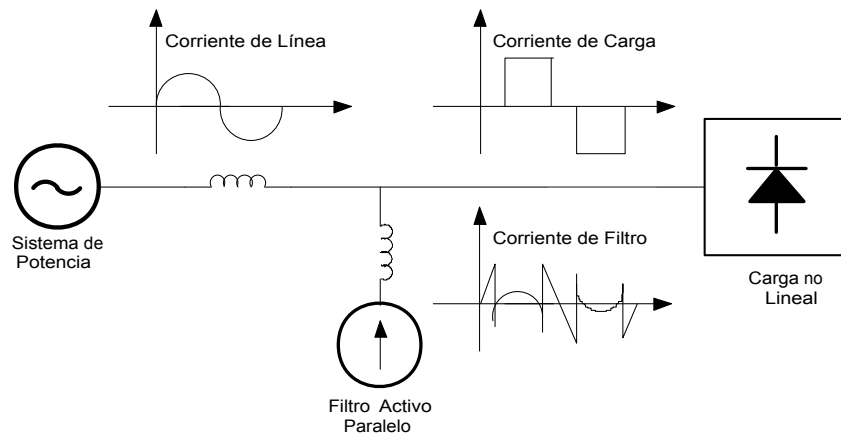 Corriente de Línea
Corriente de Carga
Sistema de
Potencia
Corriente de Filtro
Carga no
Lineal
Filtro Activo
Paralelo